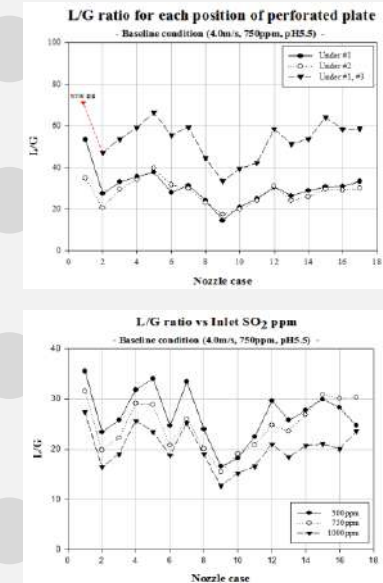 L/G ratio for each position of perforated plate
- Baseline condition (4.0m/s, 750ppm, pH5.5) -
100
80
60
40
20
0
L/G
Under #1
Under #2
Under #1, #3
0 2 4 6 8 10 12 14 16 18
Nozzle case
L/G ratio vs Inlet SO2 ppm
- Baseline condition (4.0m/s, 750ppm, pH5.5) -
40
30
20
10
0
L/G
500ppm
750ppm
1000ppm
0 2 4 6 8 10 12 14 16 18
Nozzle case